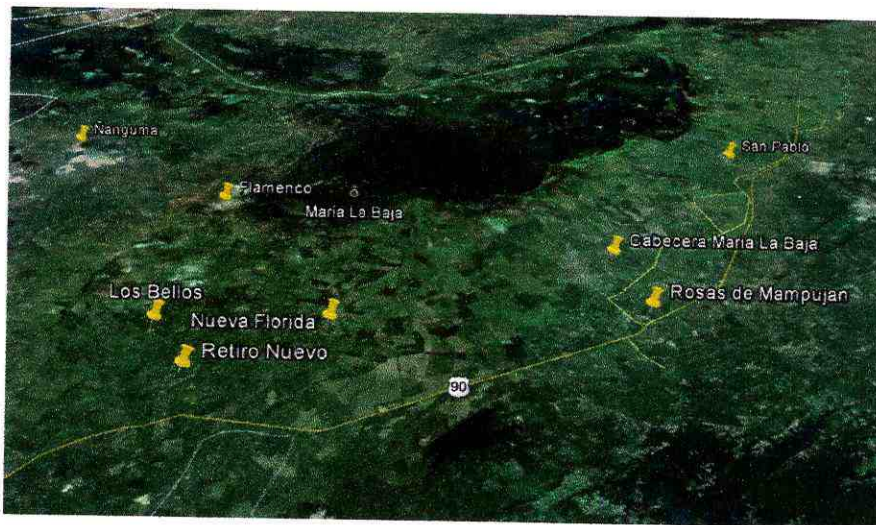 Ñanguma
San Pablo
Flamenco
Maria La Baja
Cabecera Maria La Baja
Los Bellos
Rosas de Mampujan
Nueva Florida
Retiro Nuevo
90